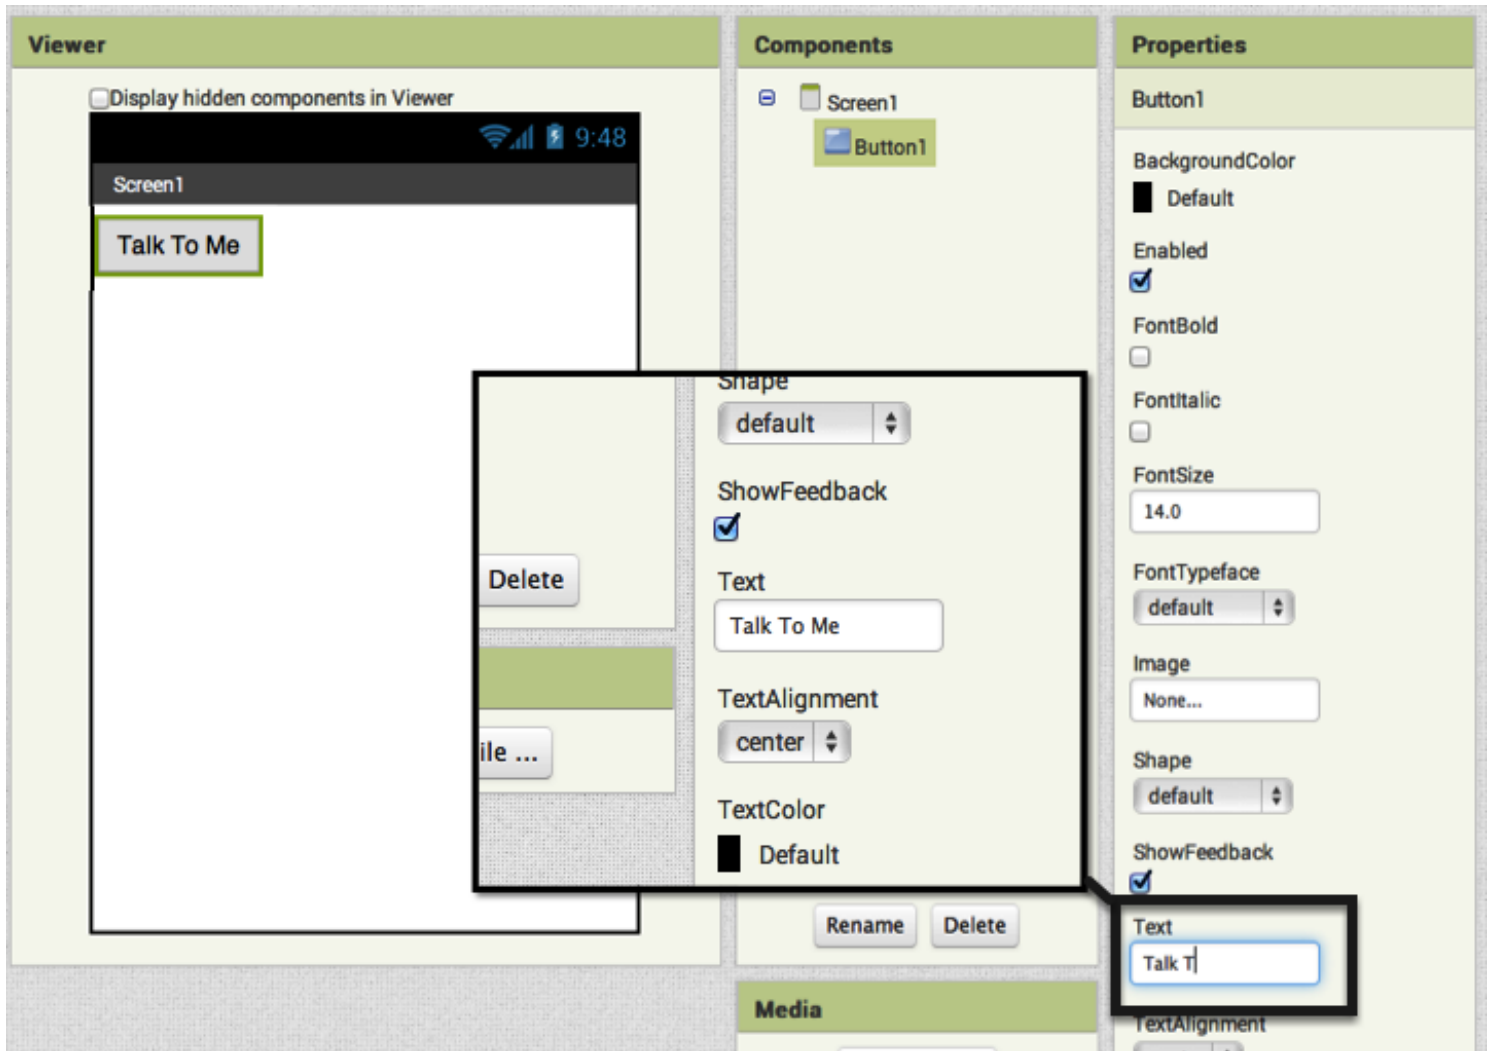 Viewer
Display hidden components in Viewer
9:48
Screen1
Talk To Me
Components
Screen1
Button1
Rename Delete
Media
Shape
default
ShowFeedback
Delete
Text
Talk To Me
TextAlignment
ile ...
center
TextColor
Default
Properties
Button1
BackgroundColor
Default
Enabled
FontBold
FontItalic
FontSize
14.0
FontTypeface
default
Image
None...
Shape
default
ShowFeedback
Text
Talk T
TextAlignment